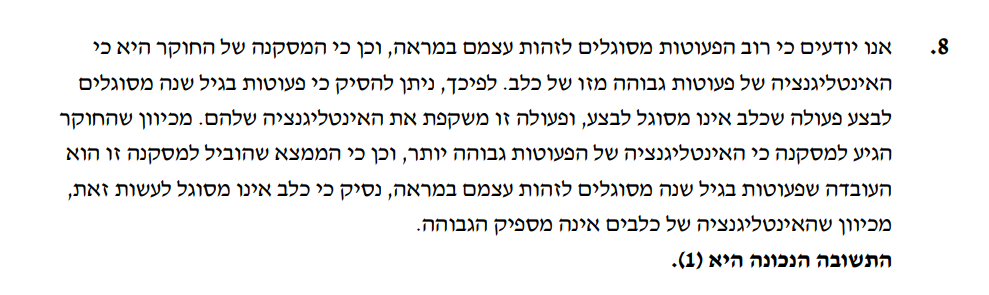 8. אנו יודעים כי רוב הפעוטות מסוגלים לזהות עצמם במראה, וכן כי המסקנה של החוקר היא כי
האינטליגנציה של פעוטות גבוהה מזו של כלב. לפיכך, ניתן להסיק כי פעוטות בגיל שנה מסוגלים
לבצע פעולה שכלב אינו מסוגל לבצע, ופעולה זו משקפת את האינטליגנציה שלהם. מכיוון שהחוקר
הגיע למסקנה כי האינטליגנציה של הפעוטות גבוהה יותר, וכן כי הממצא שהוביל למסקנה זו הוא
העובדה שפעוטות בגיל שנה מסוגלים לזהות עצמם במראה, נסיק כי כלב אינו מסוגל לעשות זאת,
מכיוון שהאינטליגנציה של כלבים אינה מספיק הגבוהה.
התשובה הנכונה היא (1).